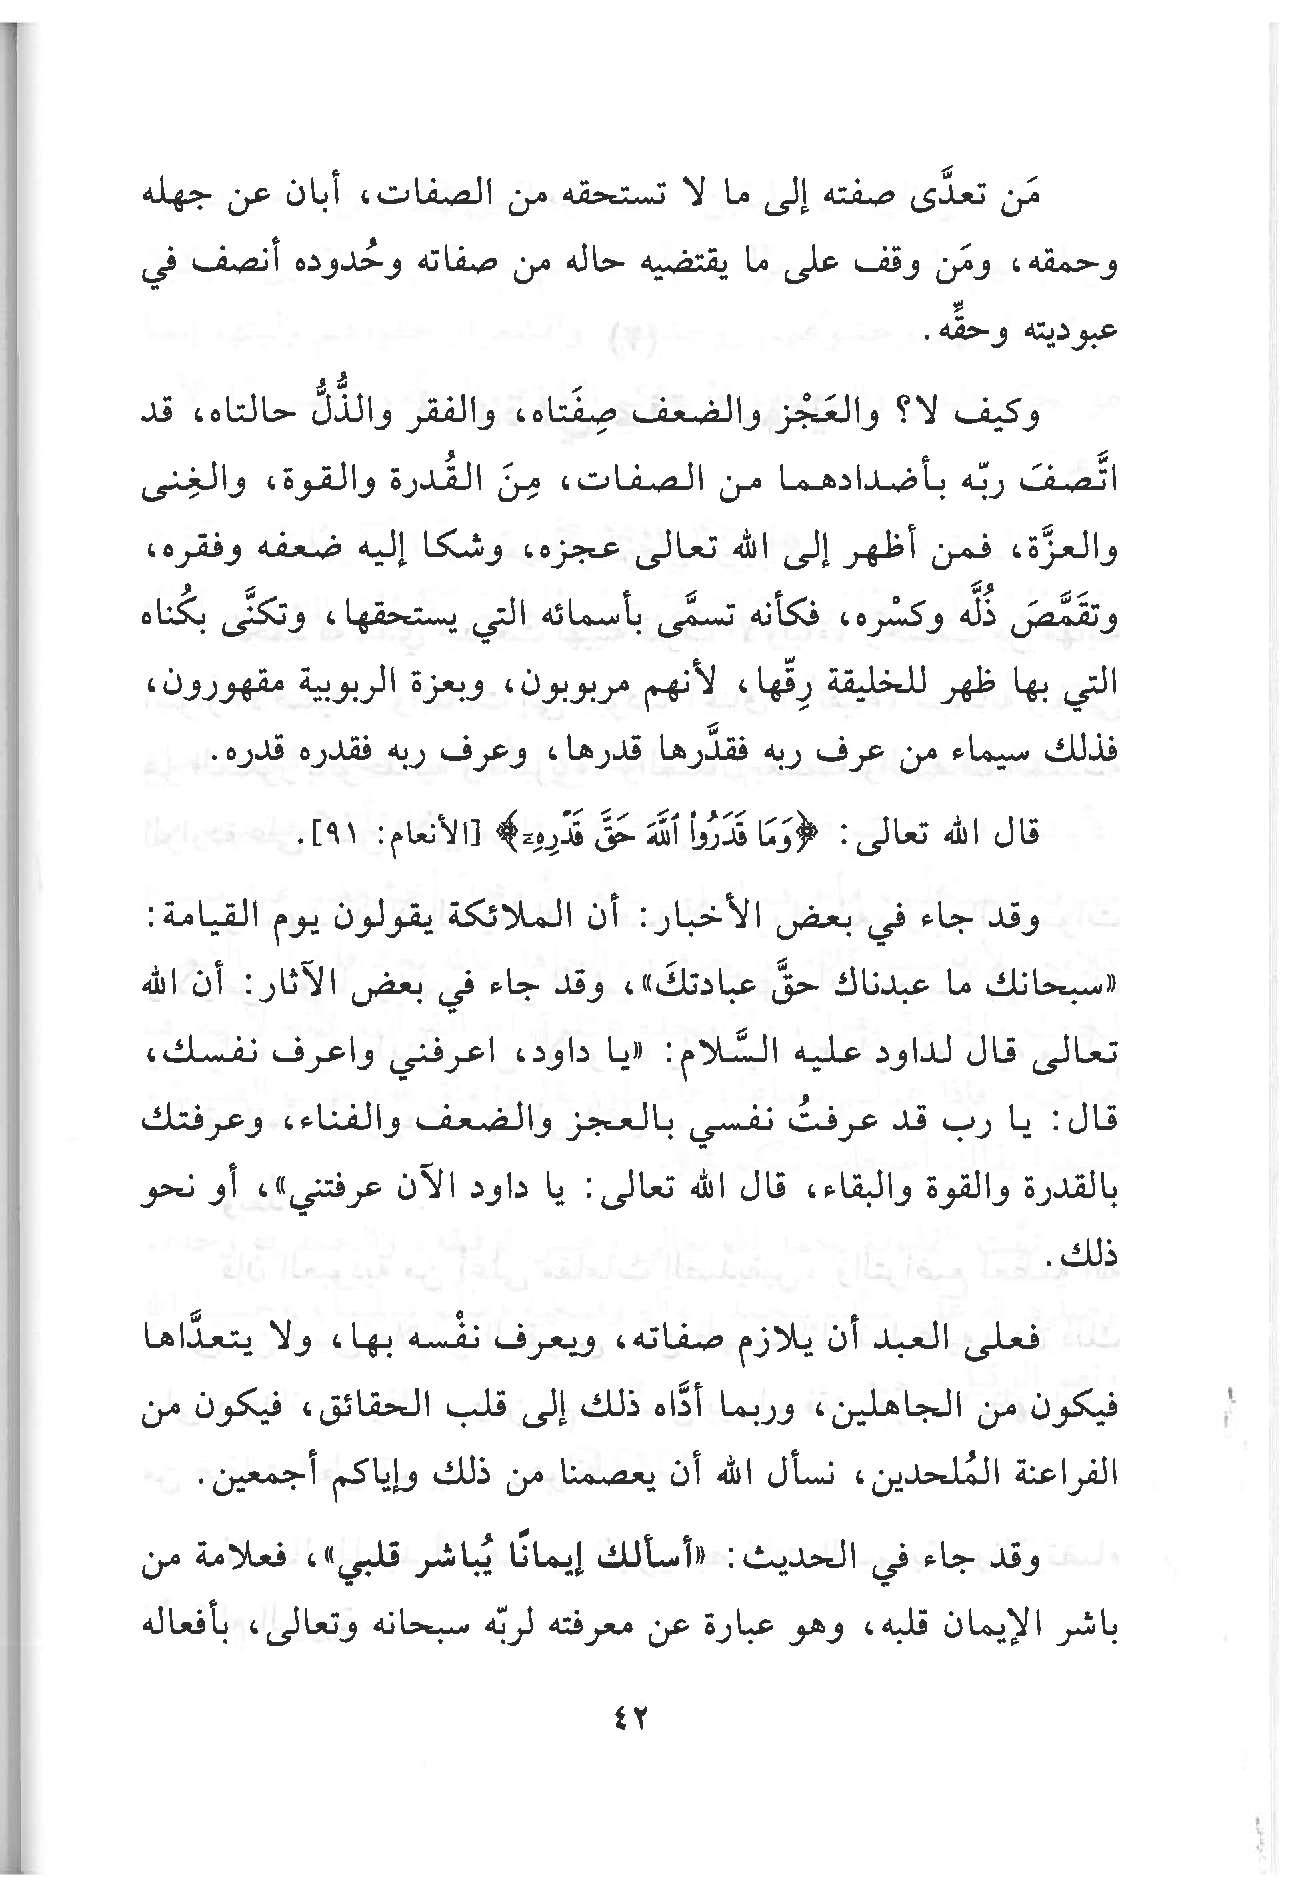 مَن تعدَّى صفته إلى ما لا تستحقه من الصفات، أبان عن جهله
وحمقه، ومَن وقف على ما يقتضيه حاله من صفاته وحُدوده أنصف في
عبوديته وحقِّه.
وكيف لا؟ والعَجْز والضعف صِفَتاه، والفقر والذُّلُّ حالتاه، قد
اتَّصفَ ربّه بأضدادهما من الصفات، مِنَ القُدرة والقوة، والغِنى
والعزَّة، فمن أظهر إلى الله تعالى عجزه، وشكا إليه ضعفه وفقره،
وتقَمَّصَ ذُلَّه وكسْره، فكأنه تسمَّى بأسمائه التي يستحقها، وتكنَّى بكُناه
التي بها ظهر للخليقة رِقّها، لأنهم مربوبون، وبعزة الربوبية مقهورون،
فذلك سيماء من عرف ربه فقدَّرها قدرها، وعرف ربه فقدره قدره.
قال الله تعالى: ﴿وَمَا قَدَرُواْ ٱللَّهَ حَقَّ قَدْرِهِۦ﴾ [الأنعام: ٩١].
وقد جاء في بعض الأخبار: أن الملائكة يقولون يوم القيامة:
«سبحانك ما عبدناك حقَّ عبادتكَ»، وقد جاء في بعض الآثار: أن الله
تعالى قال لداود عليه السَّلام: «يا داود، اعرفني واعرف نفسك،
قال: يا رب قد عرفتُ نفسي بالعجز والضعف والفناء، وعرفتك
بالقدرة والقوة والبقاء، قال الله تعالى: يا داود الآن عرفتني»، أو نحو
ذلك.
فعلى العبد أن يلازم صفاته، ويعرف نفْسه بها، ولا يتعدَّاها
فيكون من الجاهلين، وربما أدَّاه ذلك إلى قلب الحقائق، فيكون من
الفراعنة المُلحدين، نسأل الله أن يعصمنا من ذلك وإياكم أجمعين.
وقد جاء في الحديث: «أسألك إيمانًا يُباشر قلبي»، فعلامة من
باشر الإيمان قلبه، وهو عبارة عن معرفته لربّه سبحانه وتعالى، بأفعاله
٤٢